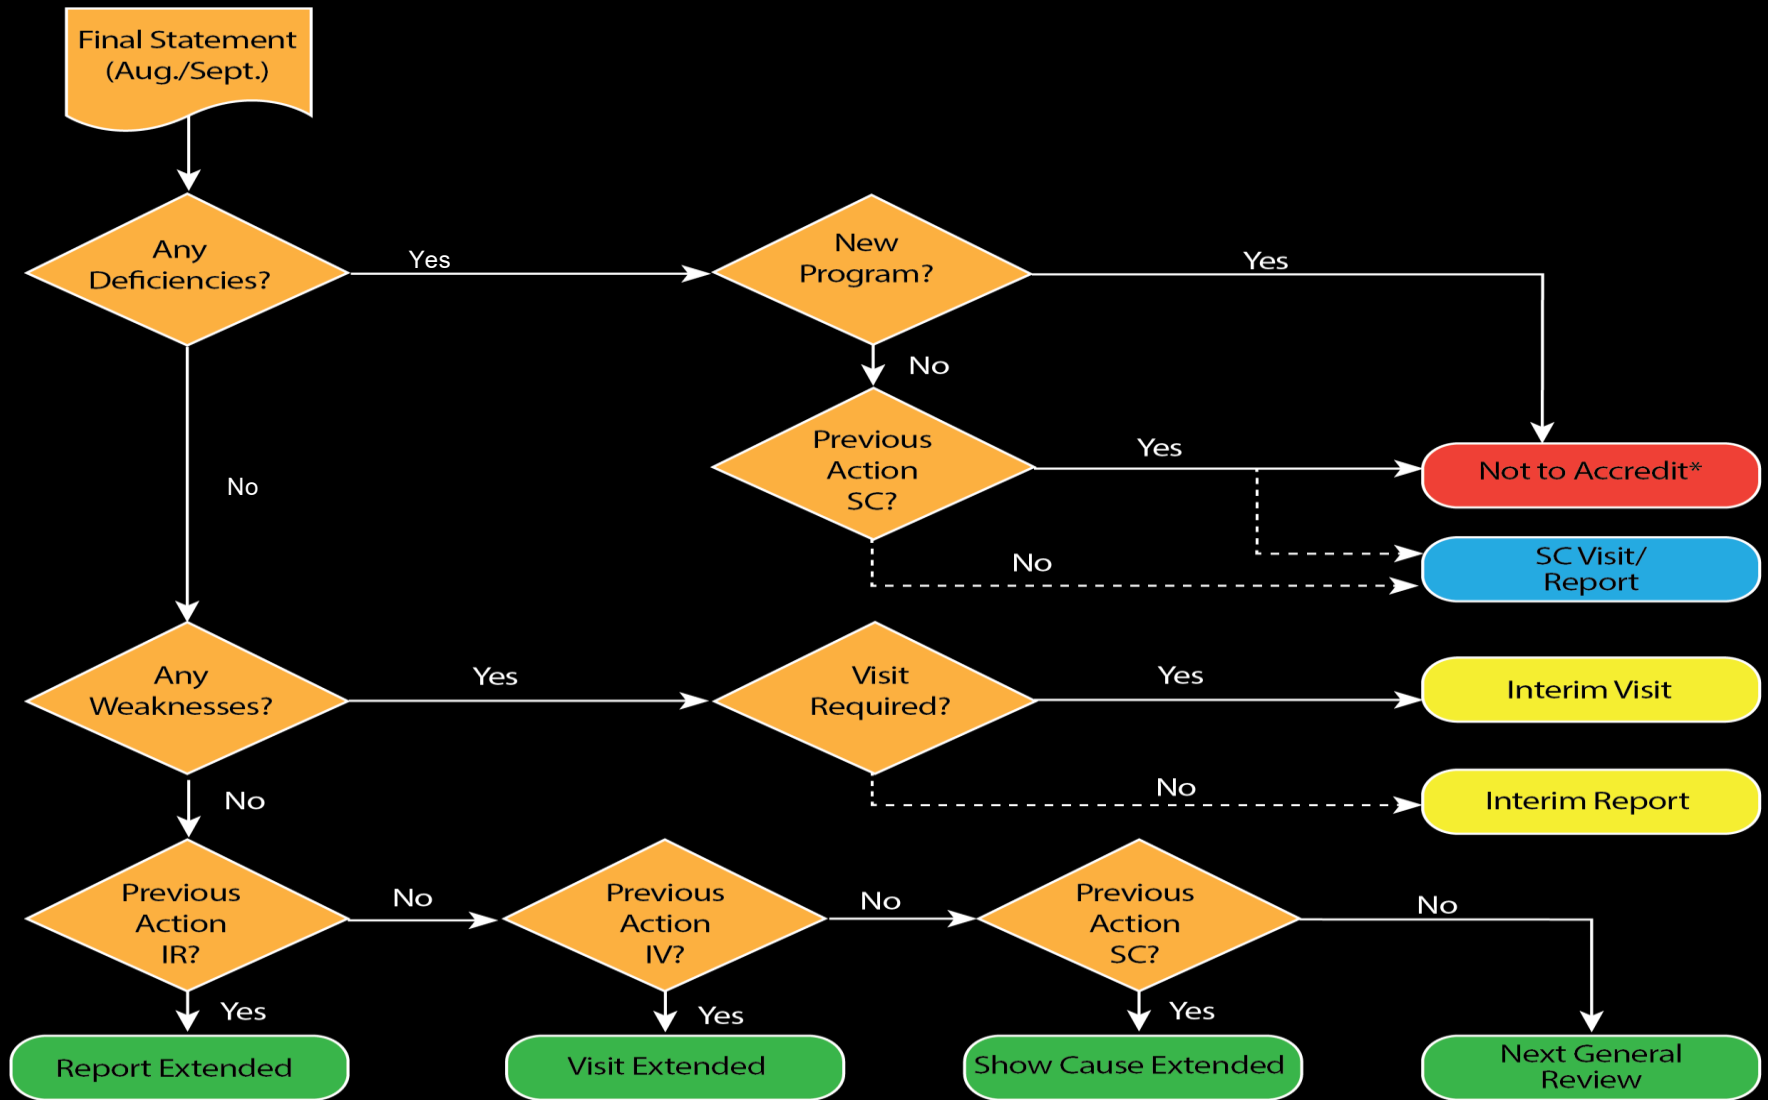 Final Statement
(Aug./Sept.)
Any
Deficiencies?
Yes
New
Program?
Yes
No
No
Previous
Action
SC?
Yes
Not to Accredit*
No
SC Visit/
Report
Any
Weaknesses?
Yes
Visit
Required?
Yes
Interim Visit
No
No
Interim Report
Previous
Action
IR?
No
Previous
Action
IV?
No
Previous
Action
SC?
No
Yes
Yes
Yes
Report Extended
Visit Extended
Show Cause Extended
Next General
Review